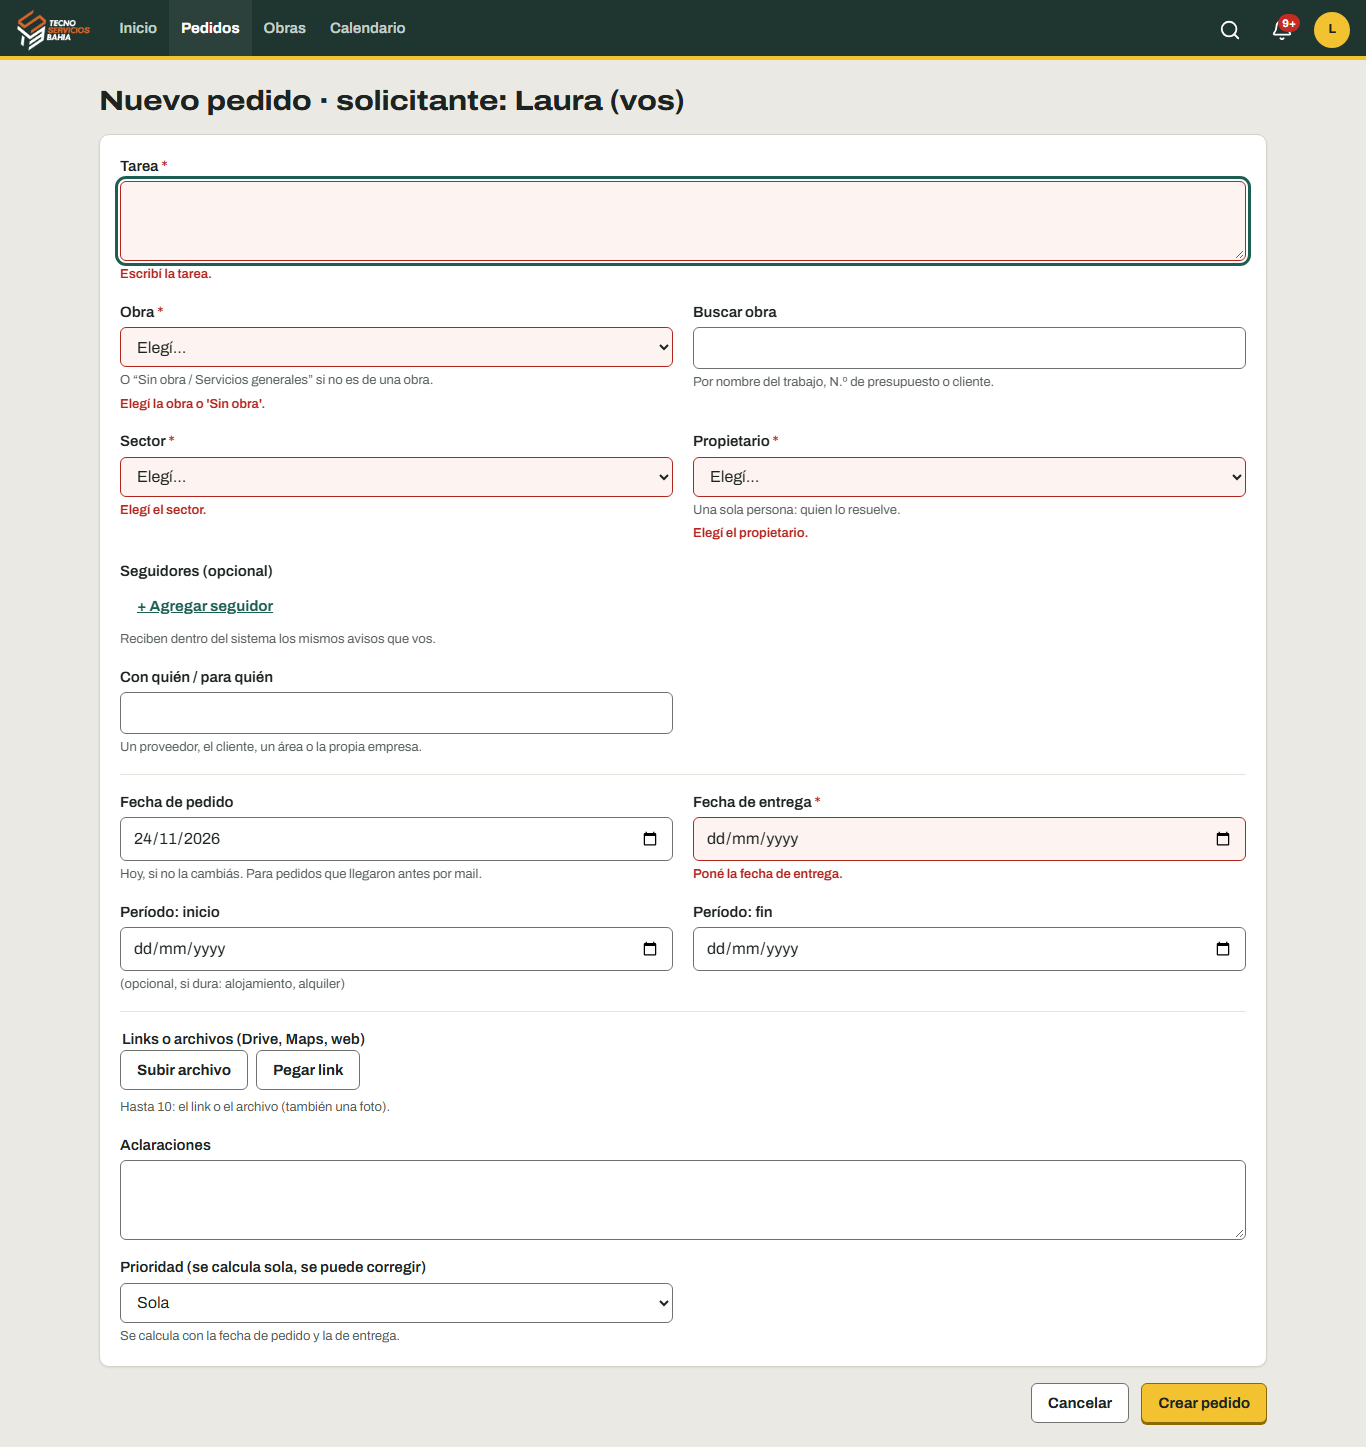 TECNO SERVICIOS BAHIA
Inicio Pedidos Obras Calendario 9+ L
Nuevo pedido · solicitante: Laura (vos)
Tarea *
Escribí la tarea.
Obra * Buscar obra
Elegí...
O “Sin obra / Servicios generales” si no es de una obra. Por nombre del trabajo, N.º de presupuesto o cliente.
Elegí la obra o 'Sin obra'.
Sector * Propietario *
Elegí... Elegí...
Elegí el sector. Una sola persona: quien lo resuelve.
Elegí el propietario.
Seguidores (opcional)
+ Agregar seguidor
Reciben dentro del sistema los mismos avisos que vos.
Con quién / para quién
Un proveedor, el cliente, un área o la propia empresa.
Fecha de pedido Fecha de entrega *
24/11/2026 dd/mm/yyyy
Hoy, si no la cambiás. Para pedidos que llegaron antes por mail. Poné la fecha de entrega.
Período: inicio Período: fin
dd/mm/yyyy dd/mm/yyyy
(opcional, si dura: alojamiento, alquiler)
Links o archivos (Drive, Maps, web)
Subir archivo Pegar link
Hasta 10: el link o el archivo (también una foto).
Aclaraciones
Prioridad (se calcula sola, se puede corregir)
Sola
Se calcula con la fecha de pedido y la de entrega.
Cancelar Crear pedido